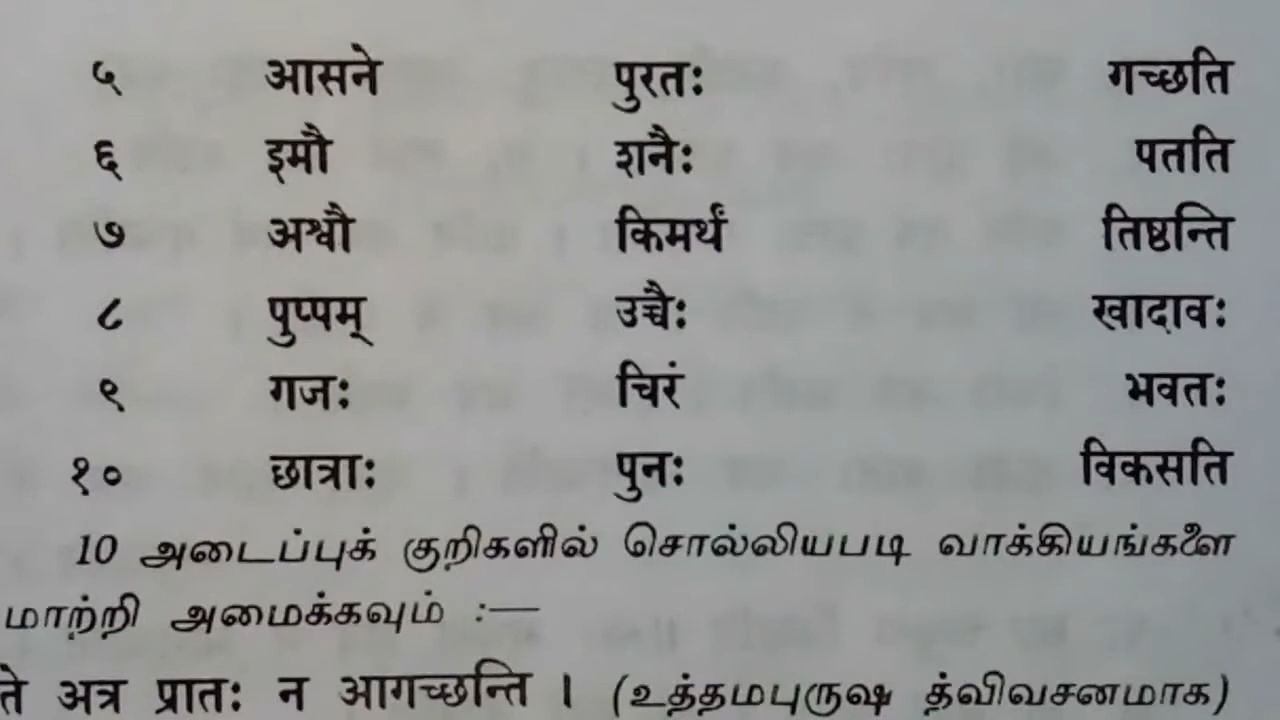 ५ आसने पुरतः गच्छति
६ इमौ शनैः पतति
७ अश्वौ किमर्थं तिष्ठन्ति
८ पुष्पम् उच्चैः खादावः
९ गजः चिरं भवतः
१० छात्राः पुनः विकसति
10 அடைப்புக் குறிகளில் சொல்லியபடி வாக்கியங்களை
மாற்றி அமைக்கவும் :—
ते अत्र प्रातः न आगच्छन्ति । (உத்தமபுருஷ த்விவசனமாக)